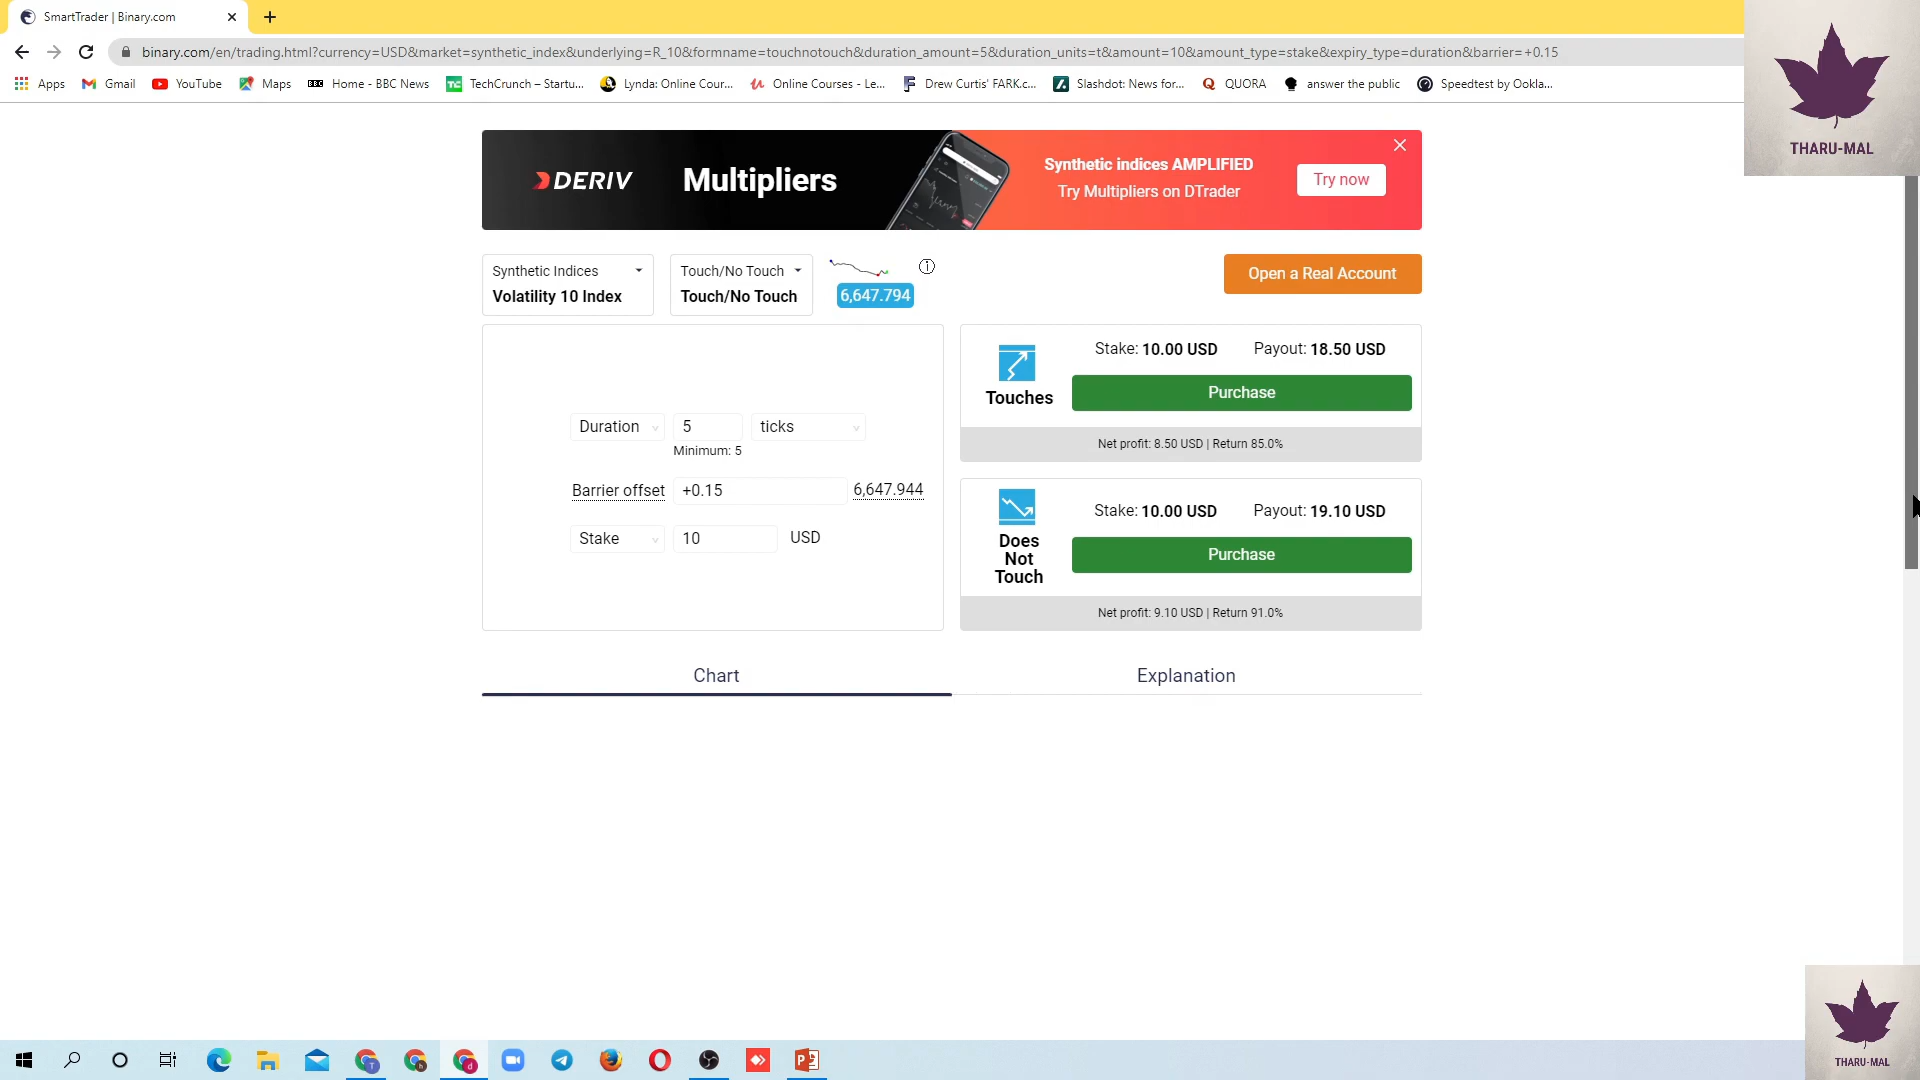 SmartTrader | Binary.com
binary.com/en/trading.html?currency=USD&market=synthetic_index&underlying=R_10&formname=touchnotouch&duration_amount=5&duration_units=t&amount=10&amount_type=stake&expiry_type=duration&barrier=+0.15
Apps Gmail YouTube Maps BBC Home - BBC News TC TechCrunch – Startu... Lynda: Online Cour... Online Courses - Le... Drew Curtis' FARK.c... Slashdot: News for... QUORA answer the public Speedtest by Ookla...
THARU-MAL
DERIV Multipliers
Synthetic indices AMPLIFIED
Try Multipliers on DTrader
Try now
Synthetic Indices
Volatility 10 Index
Touch/No Touch
Touch/No Touch
6,647.794
Open a Real Account
Duration 5 ticks
Minimum: 5
Barrier offset +0.15 6,647.944
Stake 10 USD
Stake: 10.00 USD Payout: 18.50 USD
Touches
Purchase
Net profit: 8.50 USD | Return 85.0%
Stake: 10.00 USD Payout: 19.10 USD
Does
Not
Touch
Purchase
Net profit: 9.10 USD | Return 91.0%
Chart Explanation
THARU-MAL